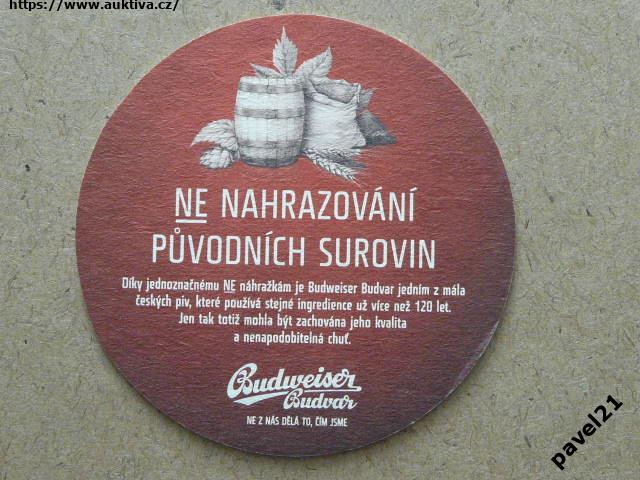 https://www.auktiva.cz/
NE NAHRAZOVÁNÍ
PŮVODNÍCH SUROVIN
Díky jednoznačnému NE náhražkám je Budweiser Budvar jedním z mála
českých piv, které používá stejné ingredience už více než 120 let.
Jen tak totiž mohla být zachována jeho kvalita
a nenapodobitelná chuť.
Budweiser
Budvar
NE Z NÁS DĚLÁ TO, ČÍM JSME
pavel21